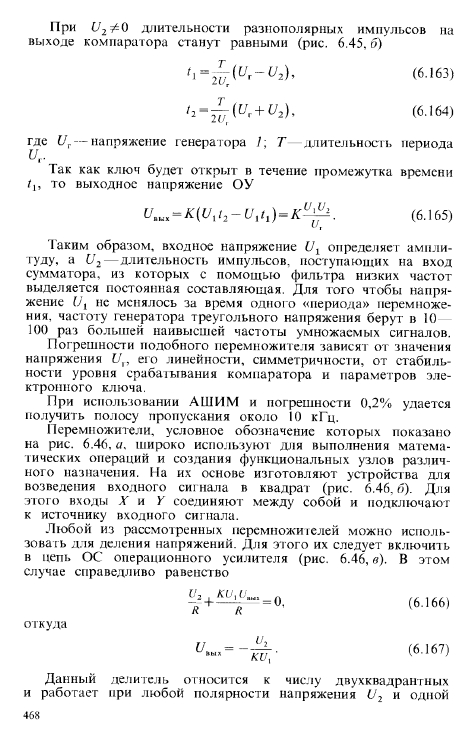 При U₂≠0 длительности разнополярных импульсов на
выходе компаратора станут равными (рис. 6.45, б)
t₁ = T/2Uг (Uг − U₂), (6.163)
t₂ = T/2Uг (Uг + U₂), (6.164)
где Uг — напряжение генератора 1; T — длительность периода
Uг.
Так как ключ будет открыт в течение промежутка времени
t₁, то выходное напряжение ОУ
Uвых = K(U₁t₂ − U₁t₁) = K U₁U₂/Uг. (6.165)
Таким образом, входное напряжение U₁ определяет ампли-
туду, а U₂ — длительность импульсов, поступающих на вход
сумматора, из которых с помощью фильтра низких частот
выделяется постоянная составляющая. Для того чтобы напря-
жение U₁ не менялось за время одного «периода» перемноже-
ния, частоту генератора треугольного напряжения берут в 10—
100 раз большей наивысшей частоты умножаемых сигналов.
Погрешности подобного перемножителя зависят от значения
напряжения Uг, его линейности, симметричности, от стабиль-
ности уровня срабатывания компаратора и параметров эле-
ктронного ключа.
При использовании АШИМ и погрешности 0,2% удается
получить полосу пропускания около 10 кГц.
Перемножители, условное обозначение которых показано
на рис. 6.46, а, широко используют для выполнения матема-
тических операций и создания функциональных узлов различ-
ного назначения. На их основе изготовляют устройства для
возведения входного сигнала в квадрат (рис. 6.46, б). Для
этого входы X и Y соединяют между собой и подключают
к источнику входного сигнала.
Любой из рассмотренных перемножителей можно исполь-
зовать для деления напряжений. Для этого их следует включить
в цепь ОС операционного усилителя (рис. 6.46, в). В этом
случае справедливо равенство
U₂/R + KU₁Uвых/R = 0, (6.166)
откуда
Uвых = − U₂/KU₁. (6.167)
Данный делитель относится к числу двухквадрантных
и работает при любой полярности напряжения U₂ и одной
468